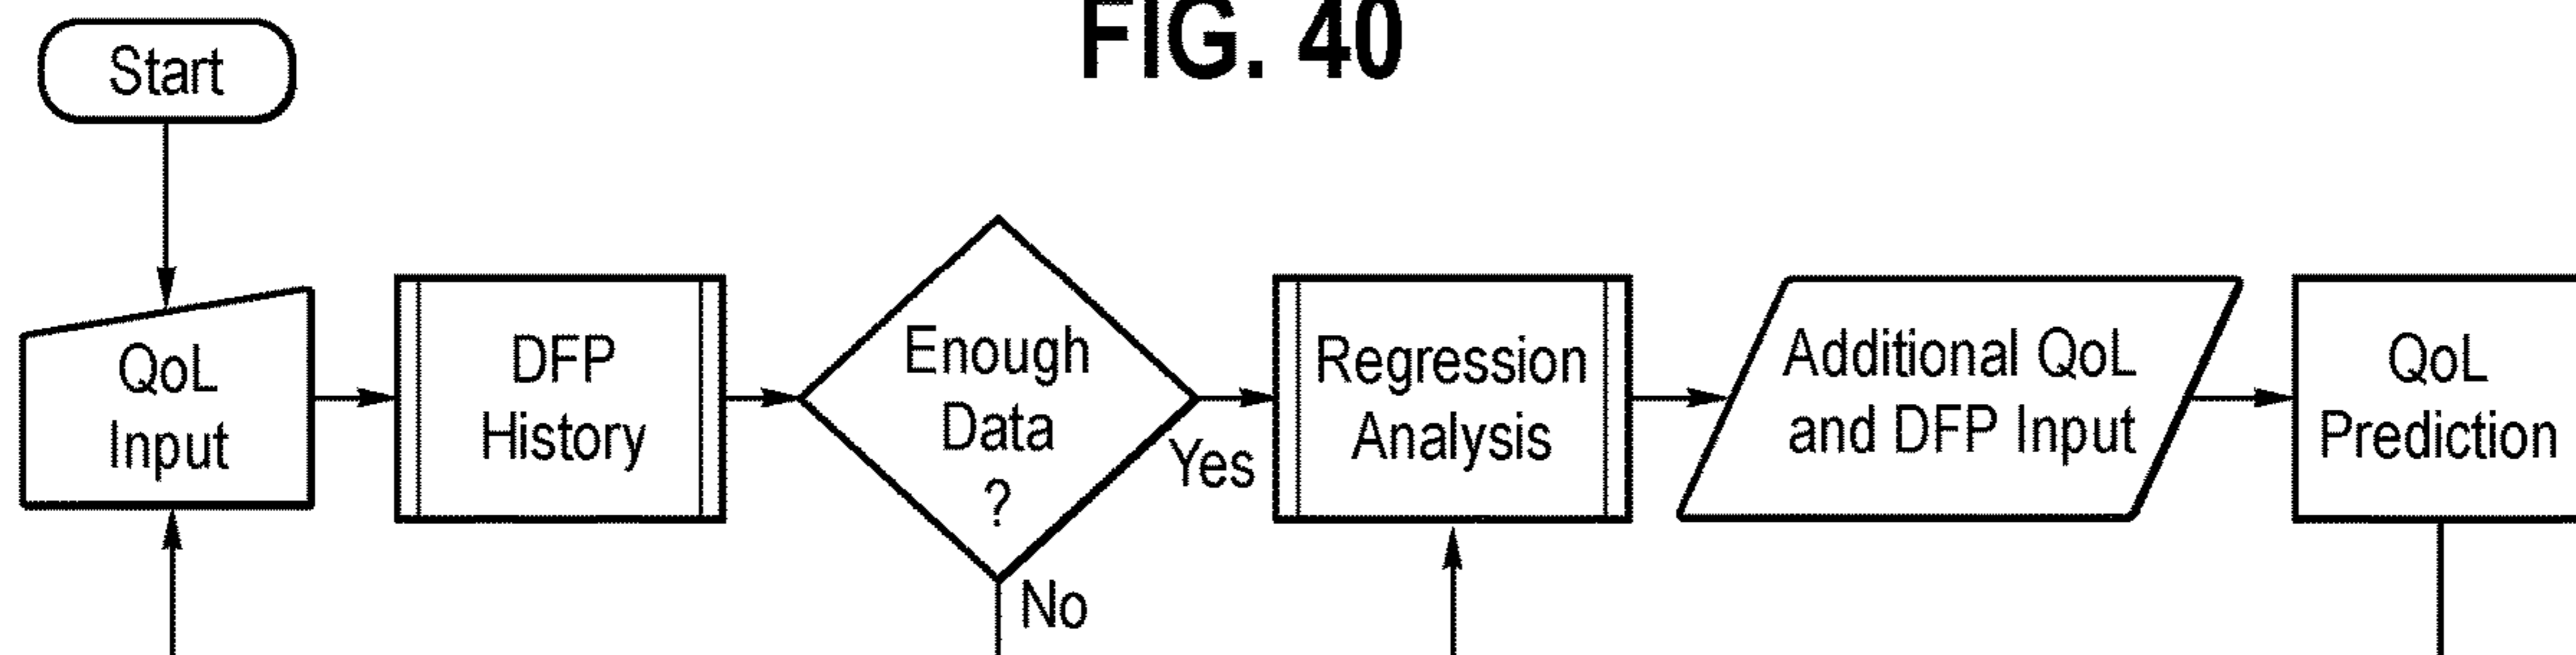 FIG. 40
Start
QoL
Input
DFP
History
Enough
Data
?
Yes
No
Regression
Analysis
Additional QoL
and DFP Input
QoL
Prediction